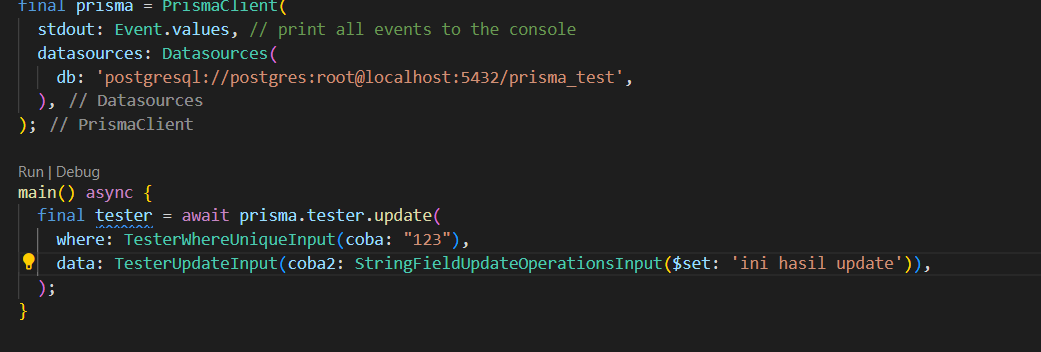 final prisma = PrismaClient(
stdout: Event.values, // print all events to the console
datasources: Datasources(
db: 'postgresql://postgres:root@localhost:5432/prisma_test',
), // Datasources
); // PrismaClient
Run | Debug
main() async {
final tester = await prisma.tester.update(
where: TesterWhereUniqueInput(coba: "123"),
data: TesterUpdateInput(coba2: StringFieldUpdateOperationsInput($set: 'ini hasil update')),
);
}